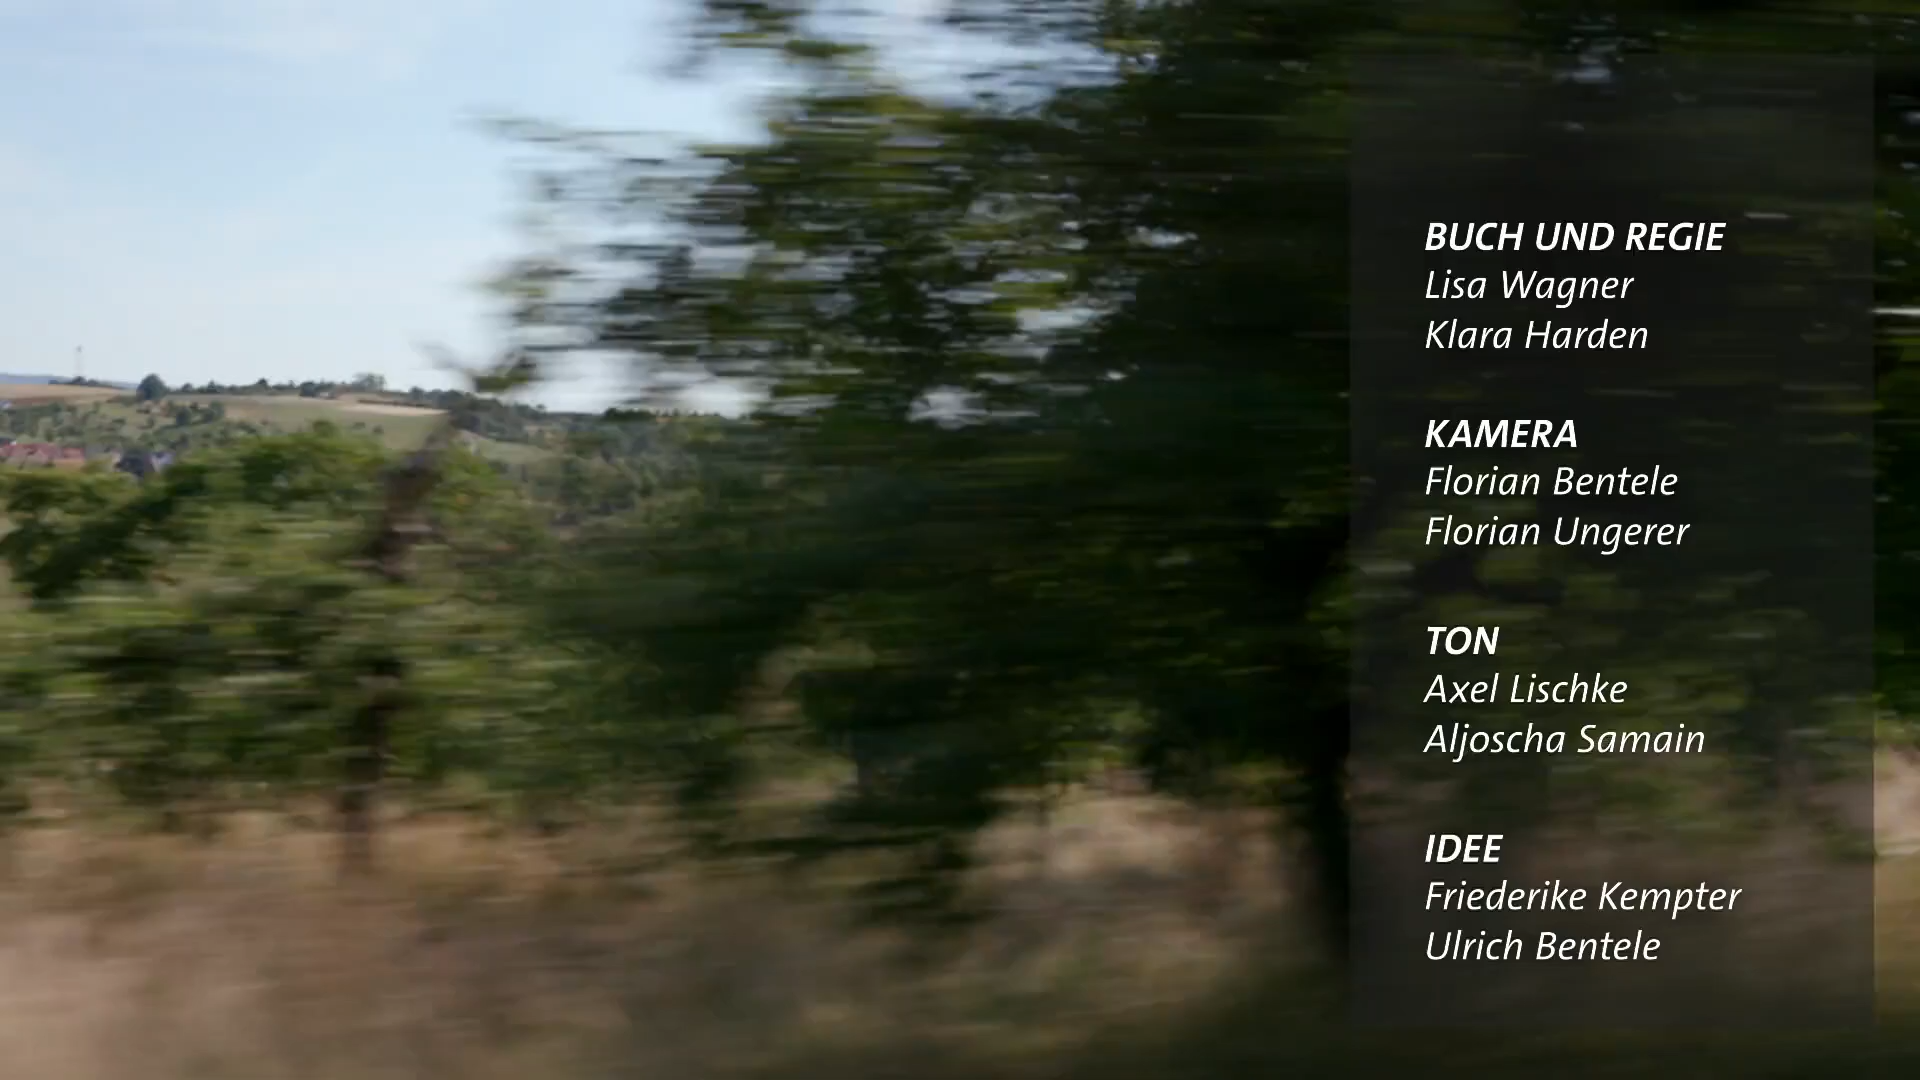 BUCH UND REGIE
Lisa Wagner
Klara Harden
KAMERA
Florian Bentele
Florian Ungerer
TON
Axel Lischke
Aljoscha Samain
IDEE
Friederike Kempter
Ulrich Bentele